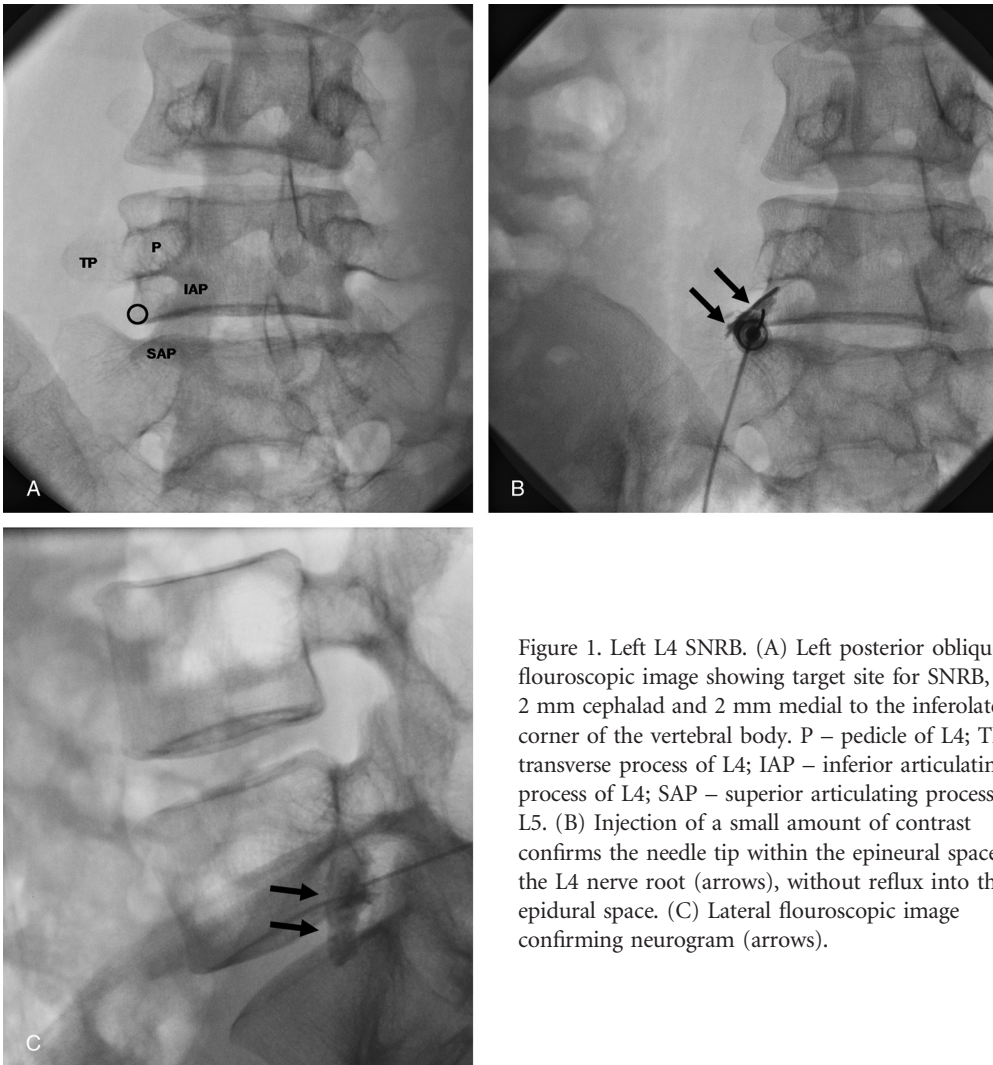 TP
P
IAP
SAP
A
B
C
Figure 1. Left L4 SNRB. (A) Left posterior obliqu
flouroscopic image showing target site for SNRB,
2 mm cephalad and 2 mm medial to the inferolat
corner of the vertebral body. P – pedicle of L4; T
transverse process of L4; IAP – inferior articulatin
process of L4; SAP – superior articulating process
L5. (B) Injection of a small amount of contrast
confirms the needle tip within the epineural space
the L4 nerve root (arrows), without reflux into th
epidural space. (C) Lateral flouroscopic image
confirming neurogram (arrows).